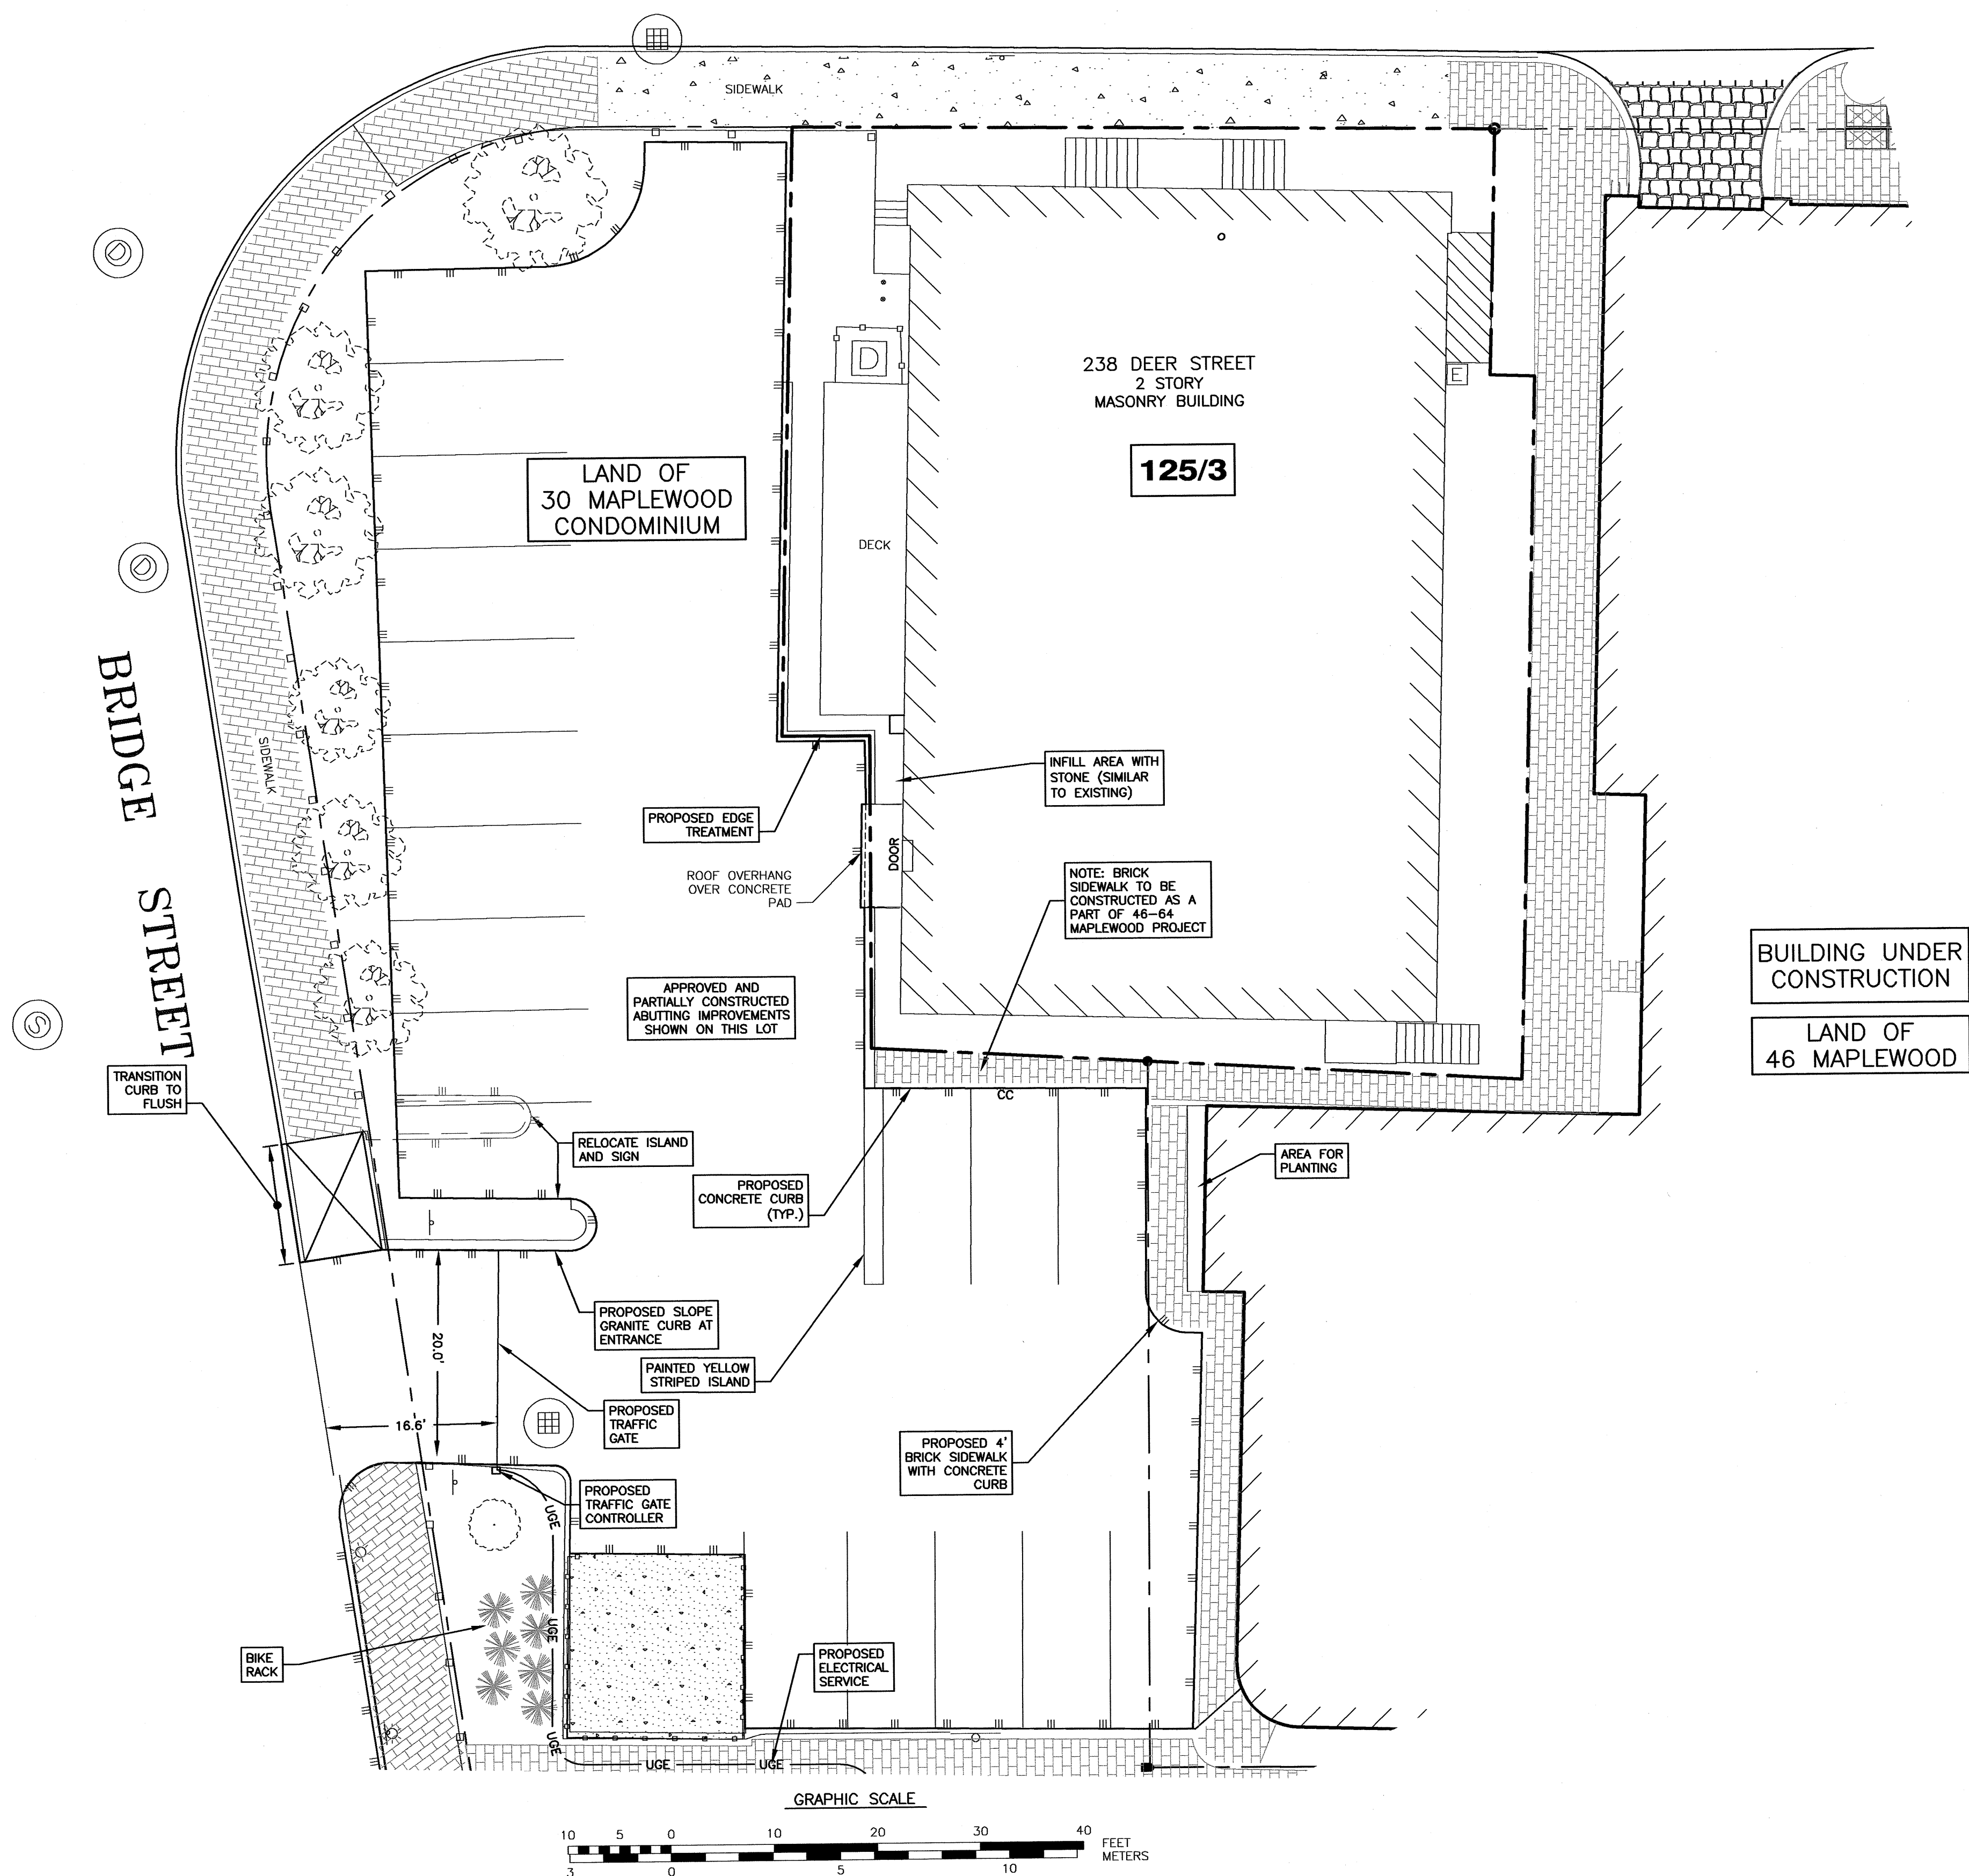 SIDEWALK
D
D
S
BRIDGE STREET
SIDEWALK
LAND OF
30 MAPLEWOOD
CONDOMINIUM
D
DECK
238 DEER STREET
2 STORY
MASONRY BUILDING
125/3
E
INFILL AREA WITH
STONE (SIMILAR
TO EXISTING)
PROPOSED EDGE
TREATMENT
DOOR
ROOF OVERHANG
OVER CONCRETE
PAD
NOTE: BRICK
SIDEWALK TO BE
CONSTRUCTED AS A
PART OF 46-64
MAPLEWOOD PROJECT
BUILDING UNDER
CONSTRUCTION
LAND OF
46 MAPLEWOOD
APPROVED AND
PARTIALLY CONSTRUCTED
ABUTTING IMPROVEMENTS
SHOWN ON THIS LOT
TRANSITION
CURB TO
FLUSH
CC
RELOCATE ISLAND
AND SIGN
AREA FOR
PLANTING
PROPOSED
CONCRETE CURB
(TYP.)
PROPOSED SLOPE
GRANITE CURB AT
ENTRANCE
20.0'
PAINTED YELLOW
STRIPED ISLAND
16.6'
PROPOSED
TRAFFIC
GATE
PROPOSED 4'
BRICK SIDEWALK
WITH CONCRETE
CURB
PROPOSED
TRAFFIC GATE
CONTROLLER
UGE
UGE
BIKE
RACK
PROPOSED
ELECTRICAL
SERVICE
UGE
UGE
UGE
GRAPHIC SCALE
10 5 0 10 20 30 40
FEET
METERS
3 0 5 10